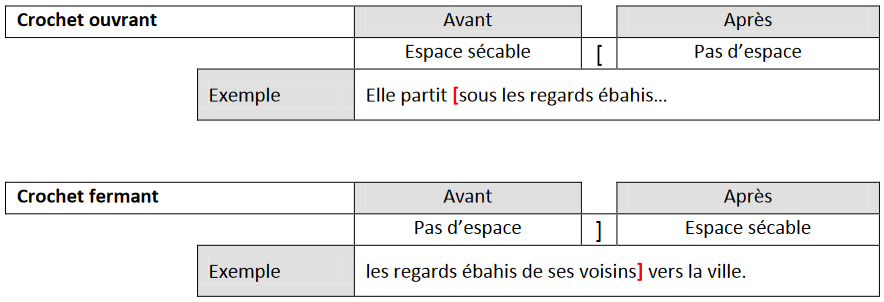 Crochet ouvrant Avant Après
Espace sécable [ Pas d’espace
Exemple Elle partit [sous les regards ébahis…
Crochet fermant Avant Après
Pas d’espace ] Espace sécable
Exemple les regards ébahis de ses voisins] vers la ville.